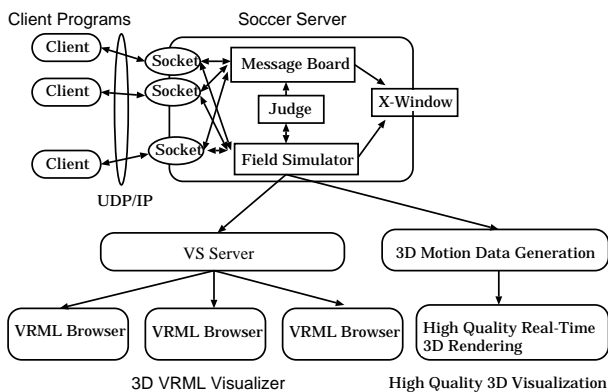 Client Programs
Soccer Server
Client
Socket
Message Board
Client
Socket
Judge
X-Window
Client
Socket
Field Simulator
UDP/IP
VS Server
3D Motion Data Generation
VRML Browser
VRML Browser
VRML Browser
High Quality Real-Time
3D Rendering
3D VRML Visualizer
High Quality 3D Visualization